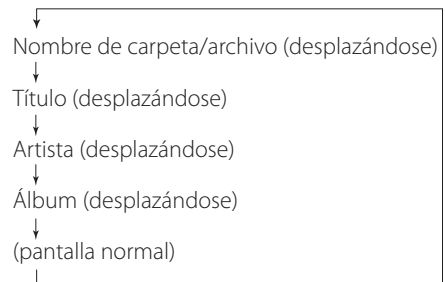 Nombre de carpeta/archivo (desplazándose)
Título (desplazándose)
Artista (desplazándose)
Álbum (desplazándose)
(pantalla normal)